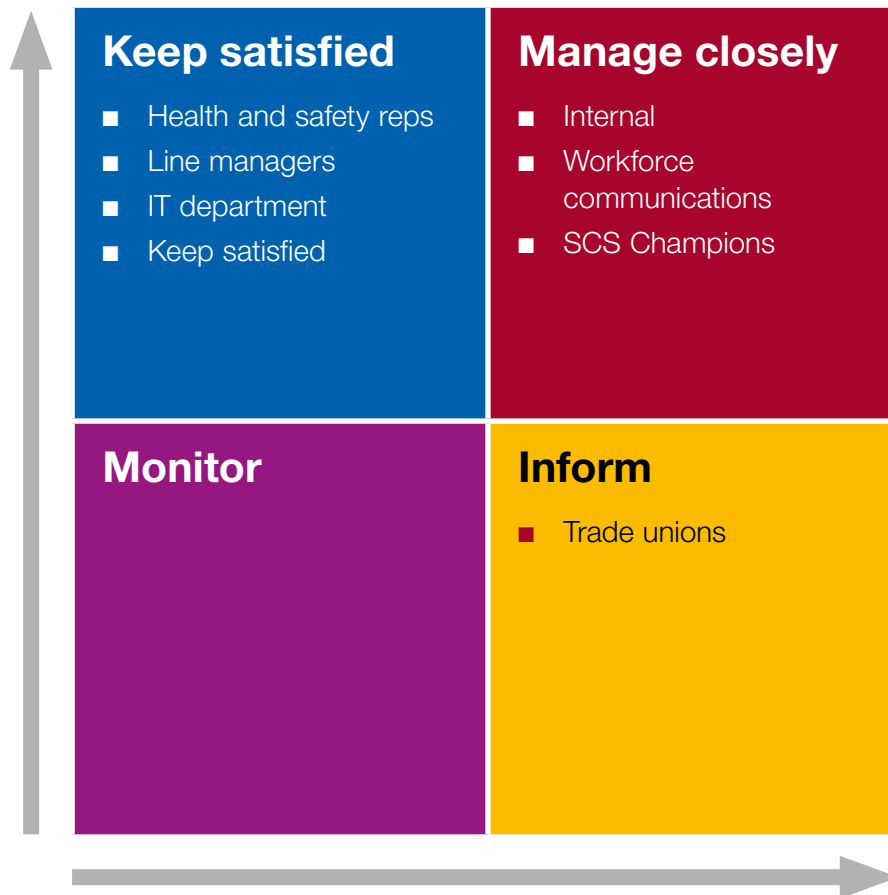 Keep satisfied
Health and safety reps
Line managers
IT department
Keep satisfied
Manage closely
Internal
Workforce
communications
SCS Champions
Monitor
Inform
Trade unions